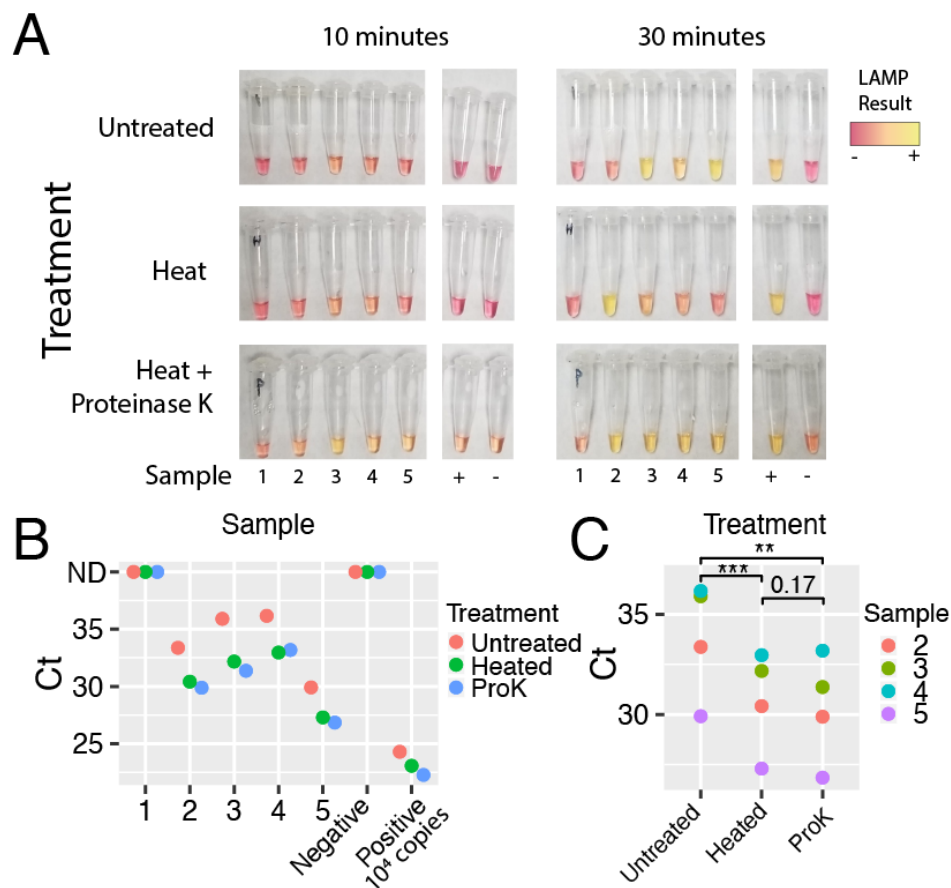 A
10 minutes
30 minutes
LAMP
Result
- +
Treatment
Untreated
Heat
H
H
Heat +
Proteinase K
P
P
Sample 1 2 3 4 5 + - 1 2 3 4 5 + -
B
Sample
ND
35
30
25
Ct
1 2 3 4 5 Negative Positive
10⁴ copies
Treatment
Untreated
Heated
ProK
C
Treatment
**
***
0.17
35
30
Ct
Untreated Heated ProK
Sample
2
3
4
5